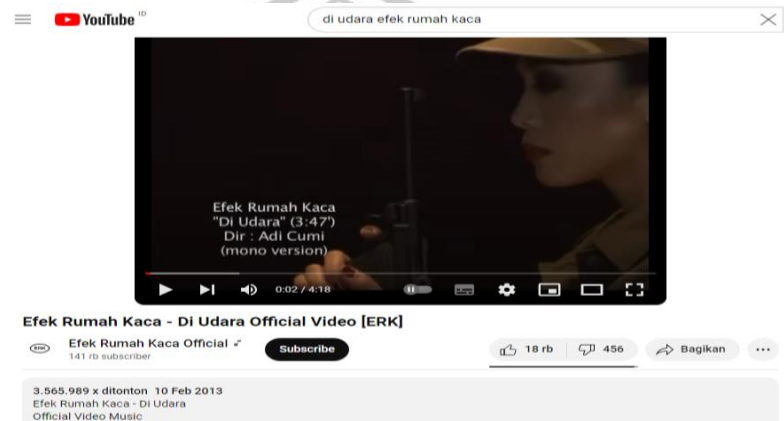 YouTube ID
di udara efek rumah kaca
Efek Rumah Kaca
"Di Udara" (3:47')
Dir : Adi Cumi
(mono version)
0:02 / 4:18
Efek Rumah Kaca - Di Udara Official Video [ERK]
Efek Rumah Kaca Official
141 rb subscriber
Subscribe
18 rb
456
Bagikan
3.565.989 x ditonton 10 Feb 2013
Efek Rumah Kaca - Di Udara
Official Video Music